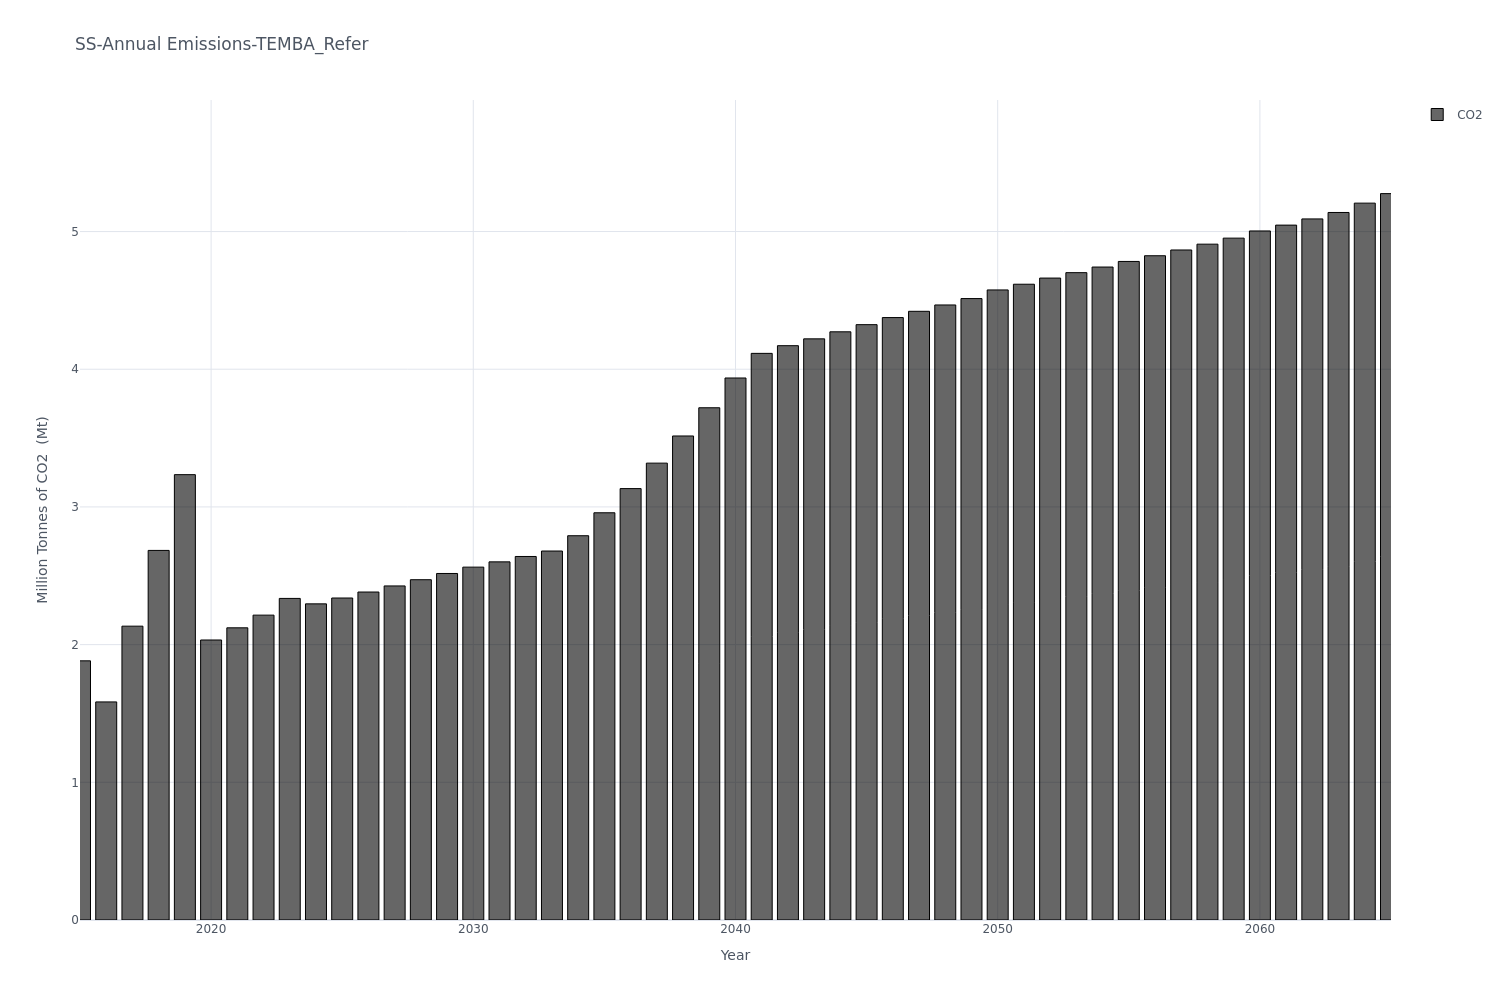 SS-Annual Emissions-TEMBA_Refer
CO2
Million Tonnes of CO2 (Mt)
5
4
3
2
1
0
2020
2030
2040
2050
2060
Year